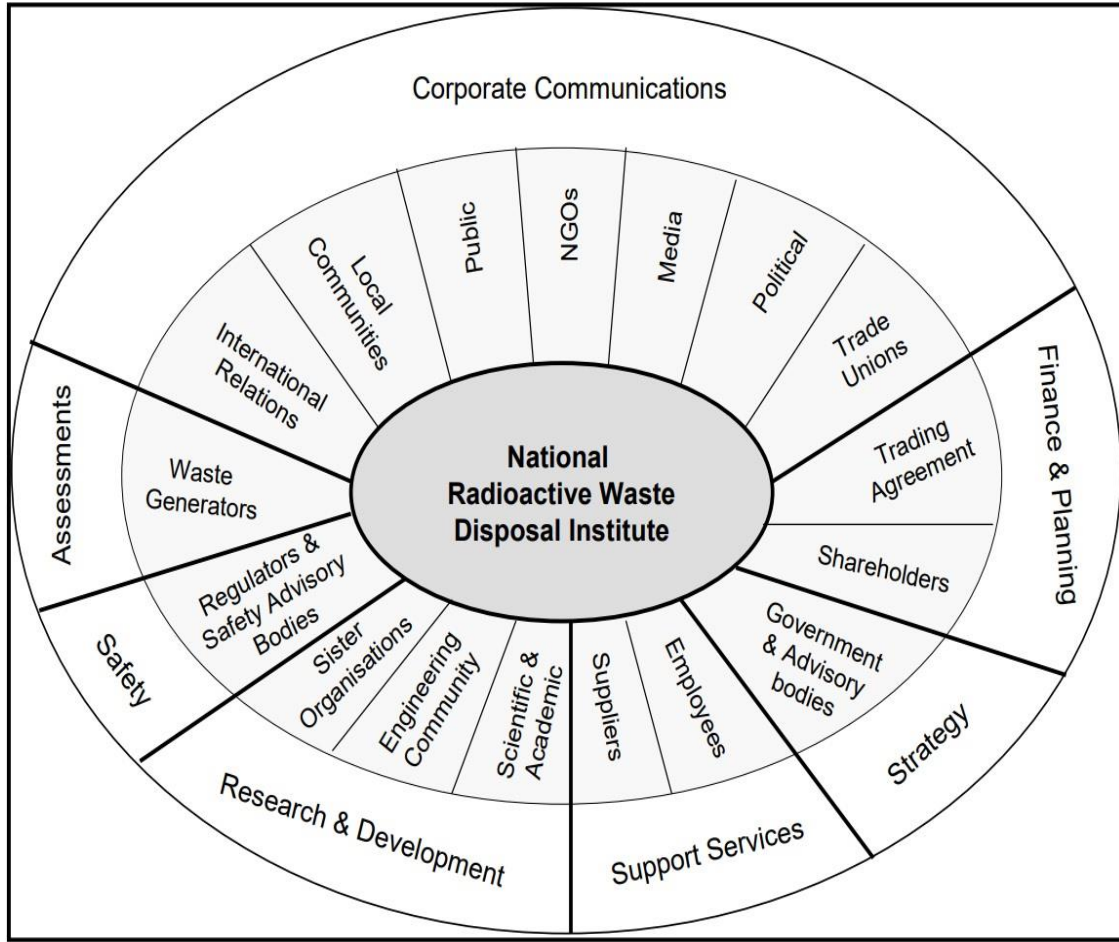 Corporate Communications
International
Relations
Local
Communities
Public
NGOs
Media
Political
Trade
Unions
Finance & Planning
Trading
Agreement
Shareholders
Strategy
Government
& Advisory
bodies
Support Services
Employees
Suppliers
Research & Development
Scientific &
Academic
Engineering
Community
Sister
Organisations
Safety
Regulators &
Safety Advisory
Bodies
Assessments
Waste
Generators
National
Radioactive Waste
Disposal Institute